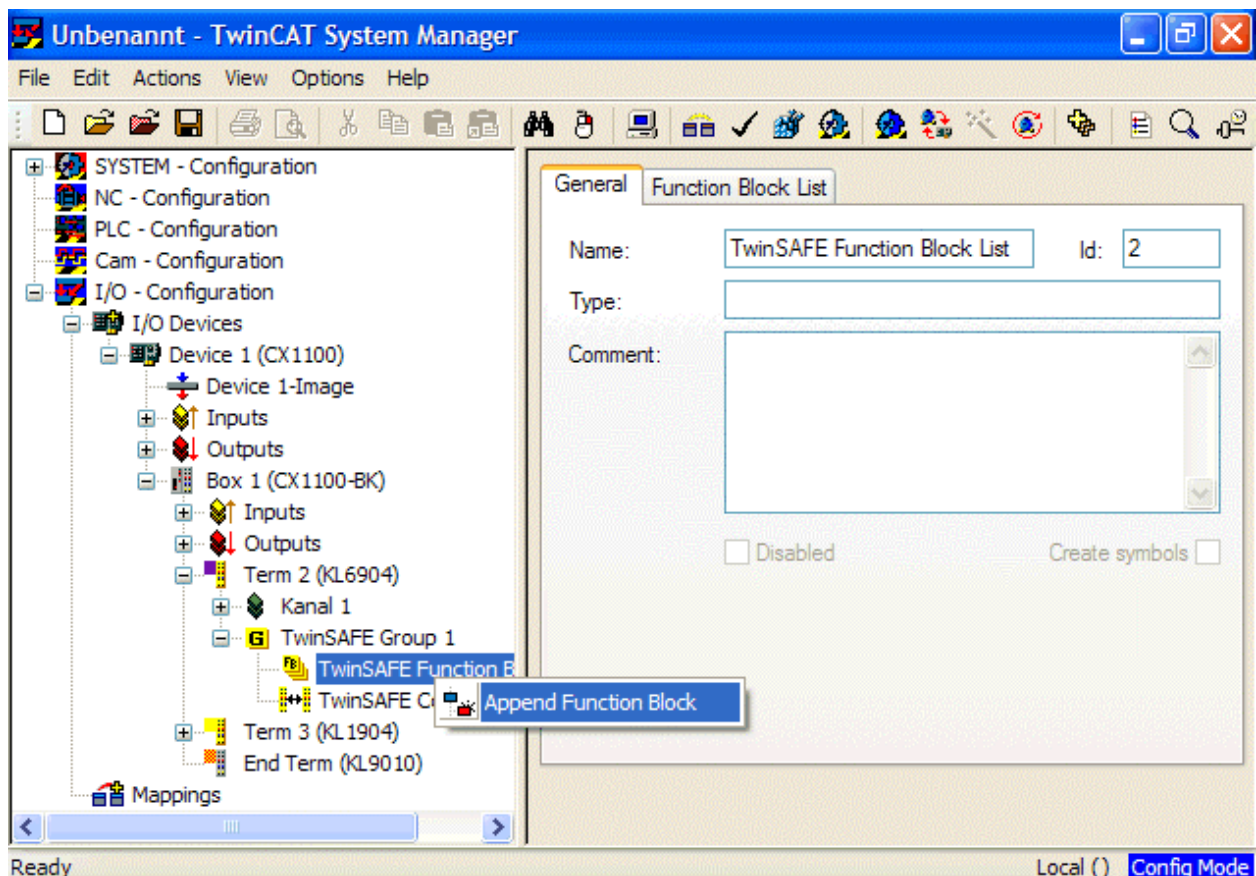 Unbenannt - TwinCAT System Manager
File Edit Actions View Options Help
SYSTEM - Configuration
NC - Configuration
PLC - Configuration
Cam - Configuration
I/O - Configuration
I/O Devices
Device 1 (CX1100)
Device 1-Image
Inputs
Outputs
Box 1 (CX1100-BK)
Inputs
Outputs
Term 2 (KL6904)
Kanal 1
G TwinSAFE Group 1
FB TwinSAFE Function B
TwinSAFE C
Append Function Block
Term 3 (KL1904)
End Term (KL9010)
Mappings
General Function Block List
Name: TwinSAFE Function Block List Id: 2
Type:
Comment:
Disabled Create symbols
Ready Local () Config Mode